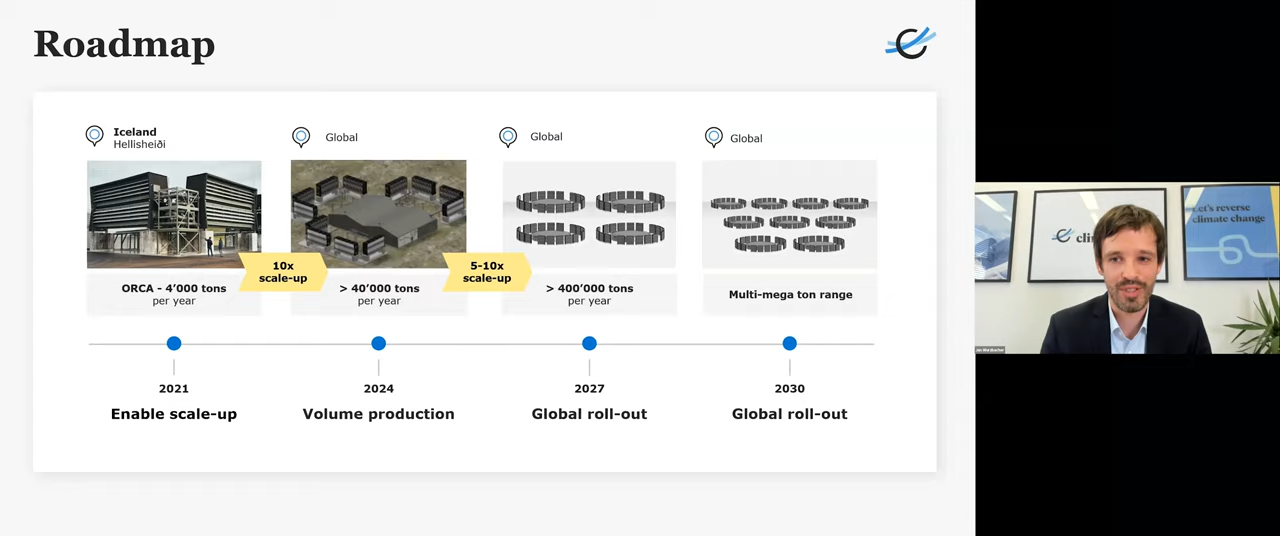 Roadmap
Iceland
Hellisheiði
Global
Global
Global
10x
scale-up
5-10x
scale-up
ORCA - 4’000 tons
per year
> 40’000 tons
per year
> 400’000 tons
per year
Multi-mega ton range
2021
2024
2027
2030
Enable scale-up
Volume production
Global roll-out
Global roll-out
Let's reverse
climate change